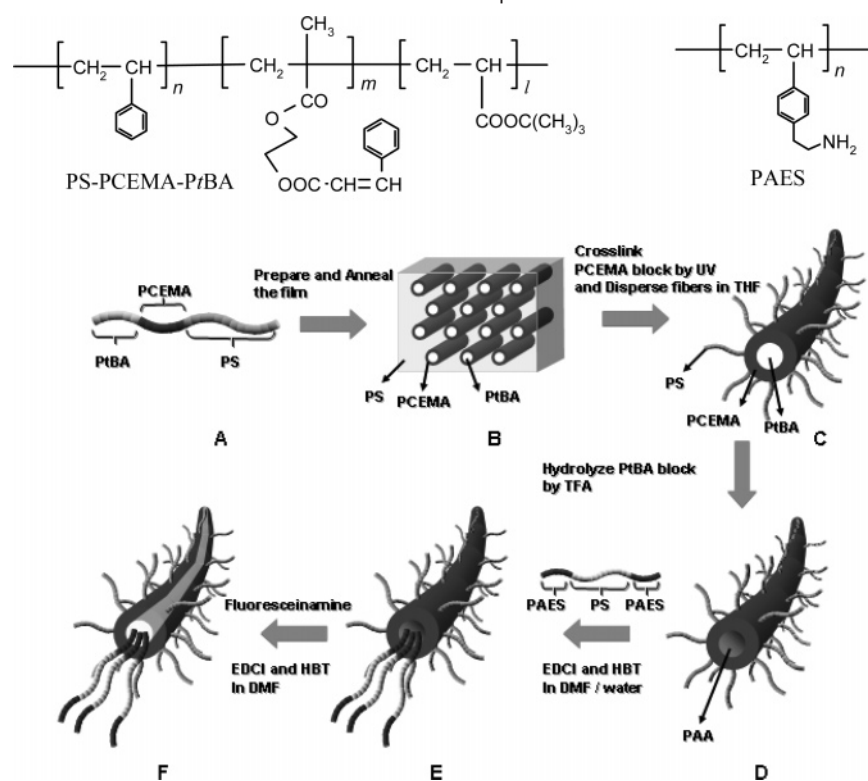 CH₃
CH₂ CH n CH₂ m CH₂ CH l
CH₂ CH n
CO
O
COOC(CH₃)₃
O
OOC-CH=CH
NH₂
PS-PCEMA-PtBA
PAES
PCEMA
PtBA
PS
A
Prepare and Anneal
the film
PS
PCEMA
PtBA
B
Crosslink
PCEMA block by UV
and Disperse fibers in THF
PS
PCEMA
PtBA
C
Hydrolyze PtBA block
by TFA
PAA
D
PAES PS PAES
EDCI and HBT
In DMF / water
E
Fluoresceinamine
EDCI and HBT
In DMF
F